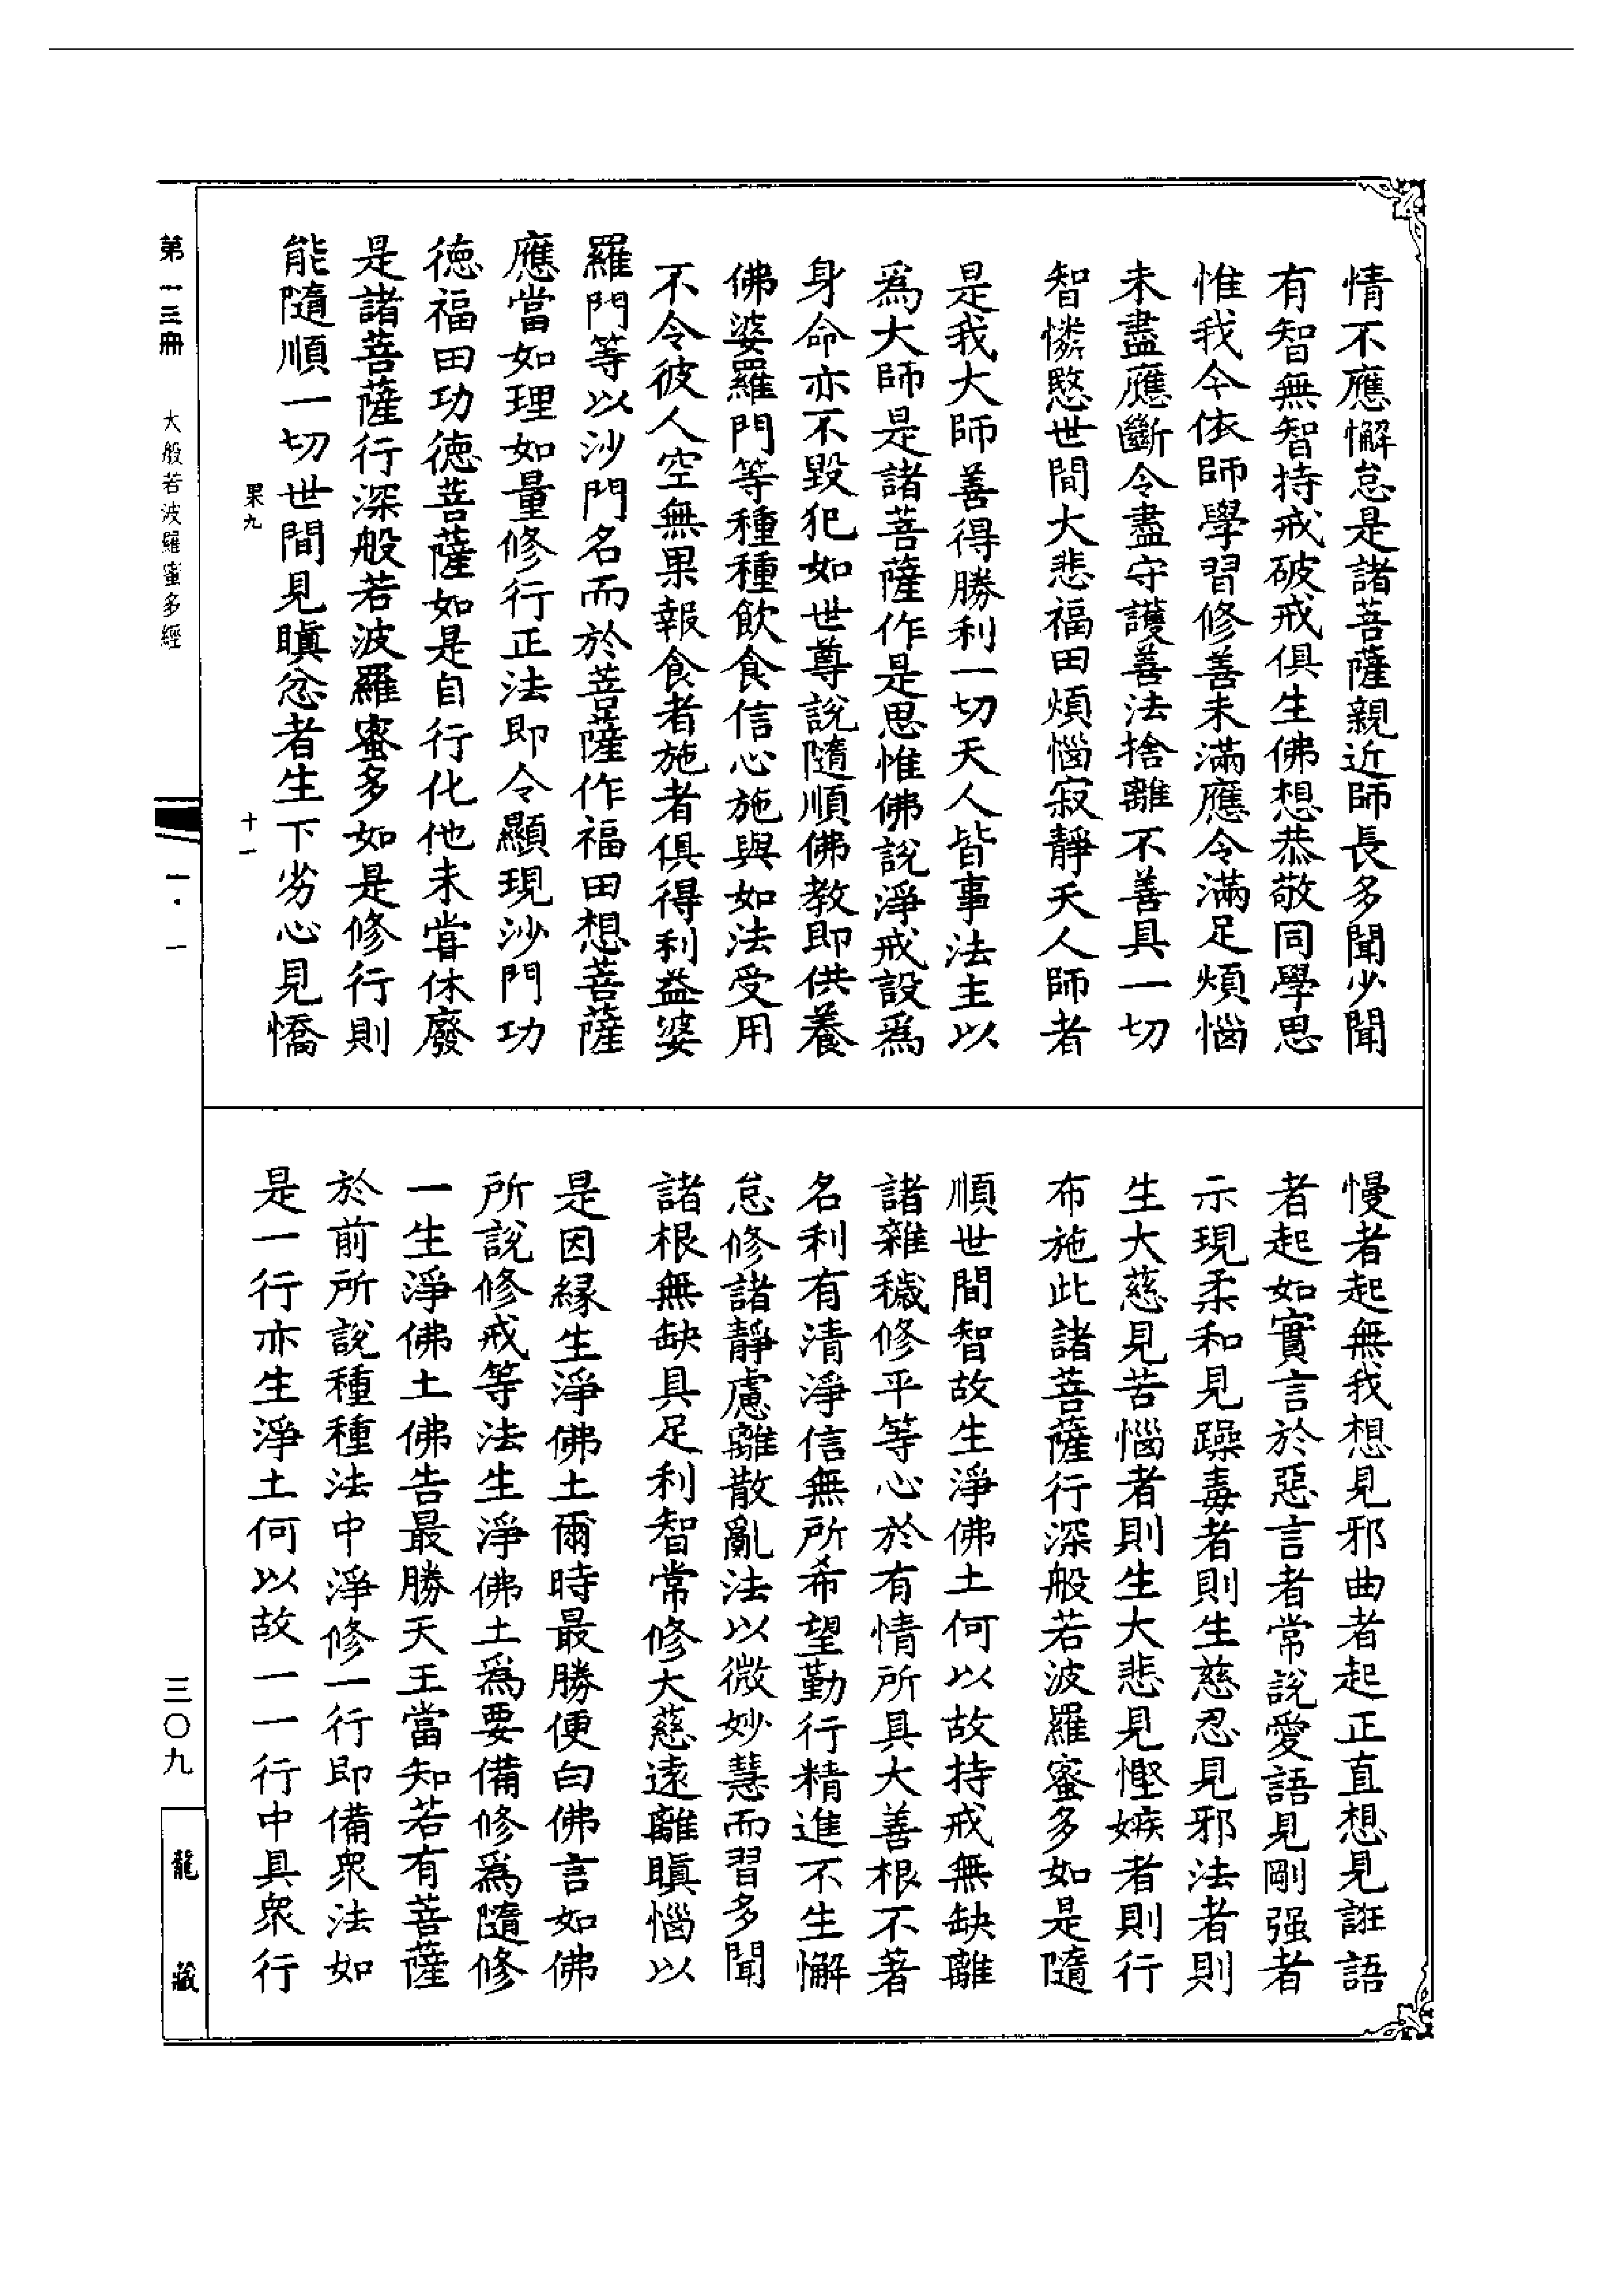 情不應懈怠是諸菩薩親近師長多聞少聞
有智無智持戒破戒俱生佛想恭敬同學思
惟我今依師學習修善未滿應令滿足煩惱
未盡應斷令盡守護善法捨離不善具一切
智憐愍世間大悲福田煩惱寂靜天人師者
是我大師善得勝利一切天人皆事法主以
為大師是諸菩薩作是思惟佛說淨戒設為
身命亦不毀犯如世尊說隨順佛教即供養
佛婆羅門等種種飲食信心施與如法受用
不令彼人空無果報食者施者俱得利益婆
羅門等以沙門名而於菩薩作福田想菩薩
應當如理如量修行正法即令顯現沙門功
德福田功德菩薩如是自行化他未甞休廢
是諸菩薩行深般若波羅蜜多如是修行則
能隨順一切世間見瞋忿者生下劣心見憍
果九
十一
慢者起無我想見邪曲者起正直想見誑語
者起如實言於惡言者常說愛語見剛强者
示現柔和見躁毒者則生慈忍見邪法者則
生大慈見苦惱者則生大悲見慳嫉者則行
布施此諸菩薩行深般若波羅蜜多如是隨
順世間智故生淨佛土何以故持戒無缺離
諸雜穢修平等心於有情所具大善根不著
名利有清淨信無所希望勤行精進不生懈
怠修諸靜慮離散亂法以微妙慧而習多聞
諸根無缺具足利智常修大慈遠離瞋惱以
是因緣生淨佛土爾時最勝便白佛言如佛
所說修戒等法生淨佛土為要備修為隨修
一生淨佛土佛告最勝天王當知若有菩薩
於前所說種種法中淨修一行即備衆法如
是一行亦生淨土何以故一一行中具衆行
第一三冊
大般若波羅蜜多經
一·一
三〇九
龍藏